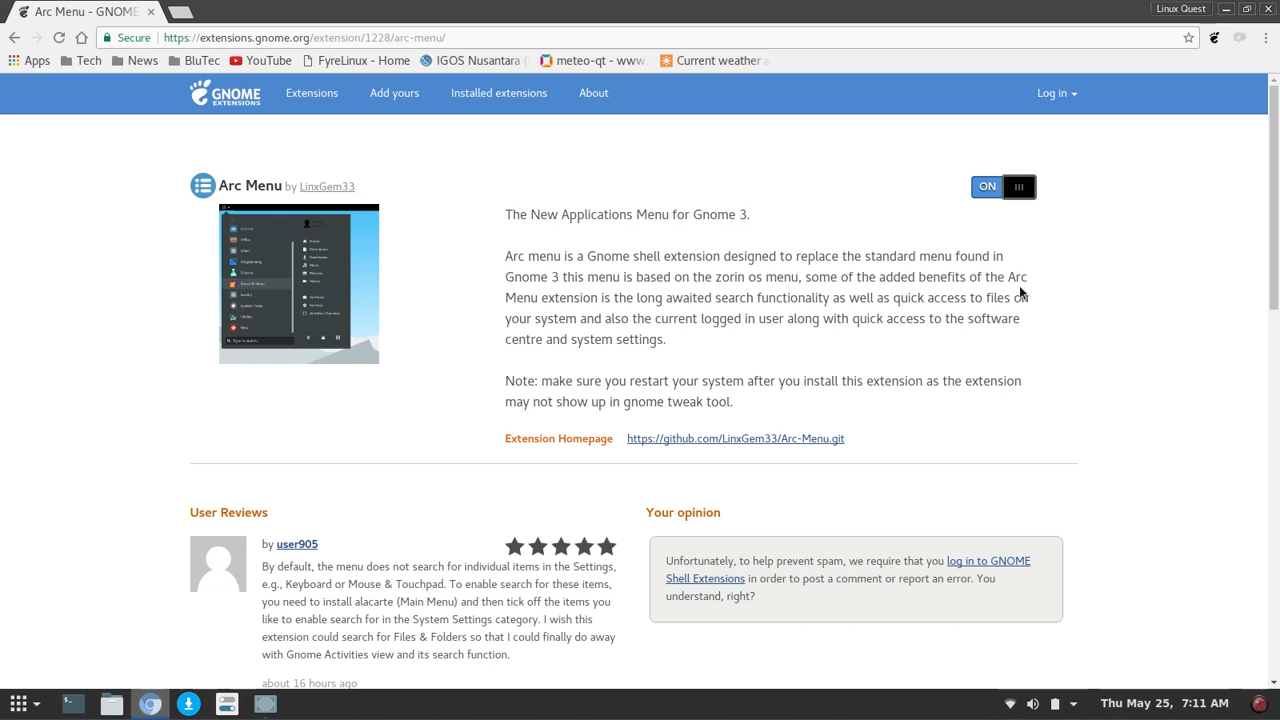 Arc Menu - GNOME
Linux Quest
Secure https://extensions.gnome.org/extension/1228/arc-menu/
Apps Tech News BluTec YouTube FyreLinux - Home IGOS Nusantara ( meteo-qt - www. Current weather a
GNOME EXTENSIONS Extensions Add yours Installed extensions About Log in
Arc Menu by LinxGem33
ON
The New Applications Menu for Gnome 3.
Arc menu is a Gnome shell extension designed to replace the standard menu found in
Gnome 3 this menu is based on the zorin os menu, some of the added benefits of the Arc
Menu extension is the long awaited search functionality as well as quick access to files on
your system and also the current logged in user along with quick access to the software
centre and system settings.
Note: make sure you restart your system after you install this extension as the extension
may not show up in gnome tweak tool.
Extension Homepage https://github.com/LinxGem33/Arc-Menu.git
User Reviews
by user905
By default, the menu does not search for individual items in the Settings,
e.g., Keyboard or Mouse & Touchpad. To enable search for these items,
you need to install alacarte (Main Menu) and then tick off the items you
like to enable search for in the System Settings category. I wish this
extension could search for Files & Folders so that I could finally do away
with Gnome Activities view and its search function.
about 16 hours ago
Your opinion
Unfortunately, to help prevent spam, we require that you log in to GNOME
Shell Extensions in order to post a comment or report an error. You
understand, right?
Thu May 25, 7:11 AM